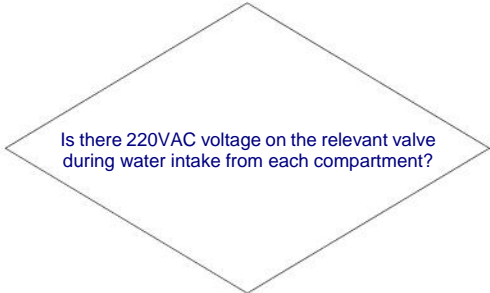 Is there 220VAC voltage on the relevant valve
during water intake from each compartment?